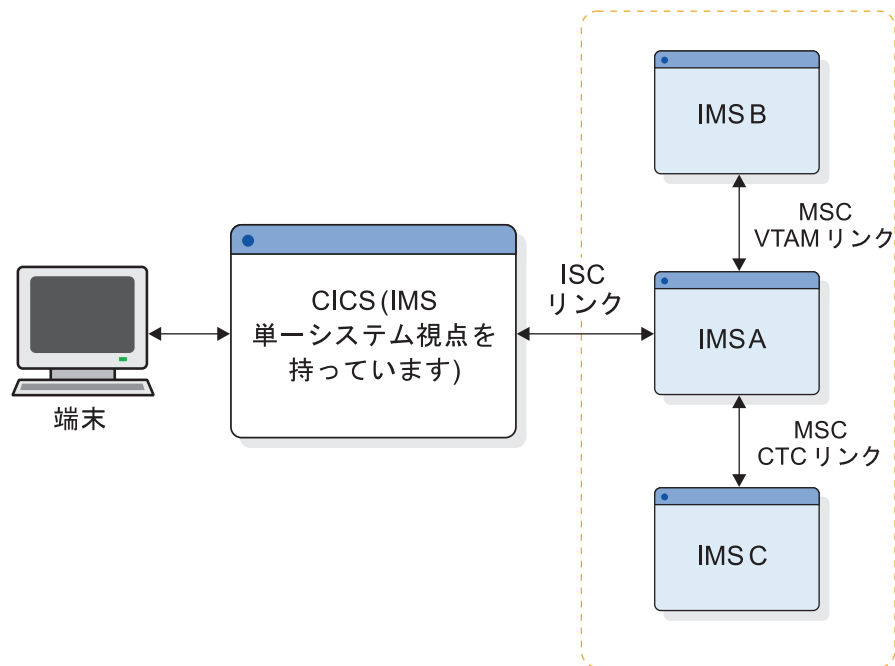 端末
CICS (IMS
単一システム視点を
持っています)
ISC
リンク
IMS B
MSC
VTAM リンク
IMS A
MSC
CTC リンク
IMS C